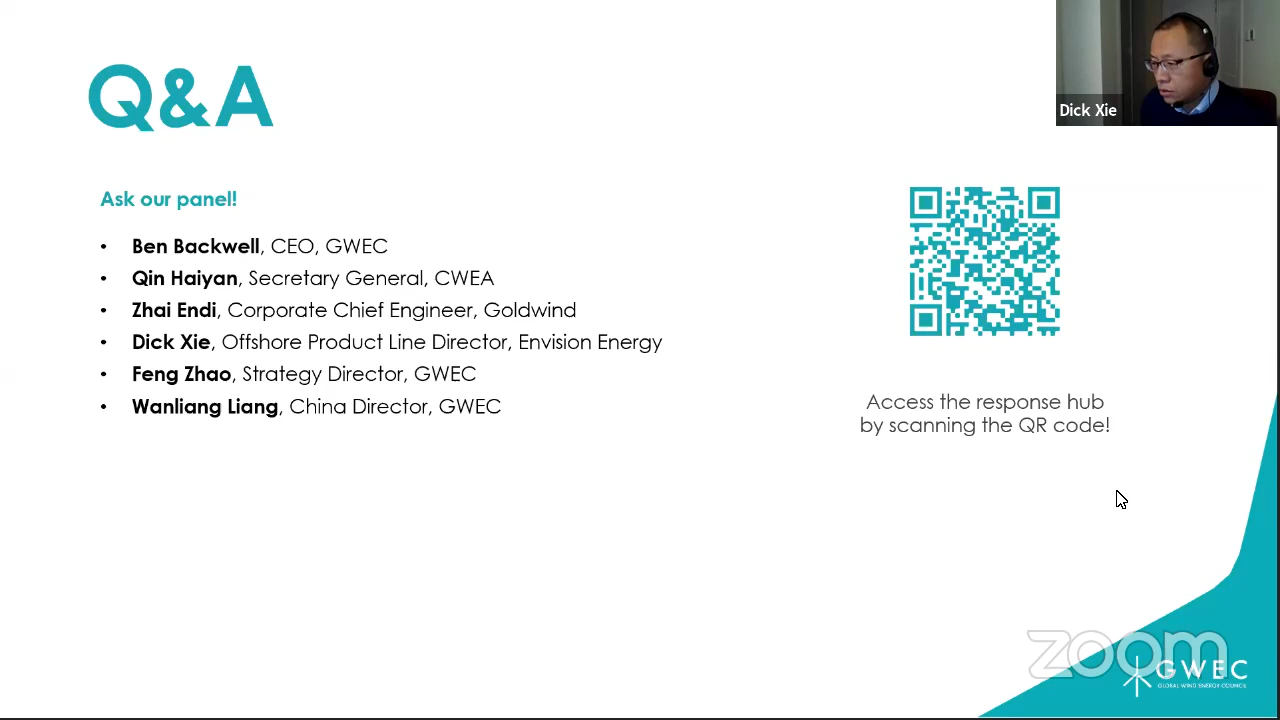 Q&A
Dick Xie
Ask our panel!
• Ben Backwell, CEO, GWEC
• Qin Haiyan, Secretary General, CWEA
• Zhai Endi, Corporate Chief Engineer, Goldwind
• Dick Xie, Offshore Product Line Director, Envision Energy
• Feng Zhao, Strategy Director, GWEC
• Wanliang Liang, China Director, GWEC
Access the response hub
by scanning the QR code!
zoom
GWEC
GLOBAL WIND ENERGY COUNCIL